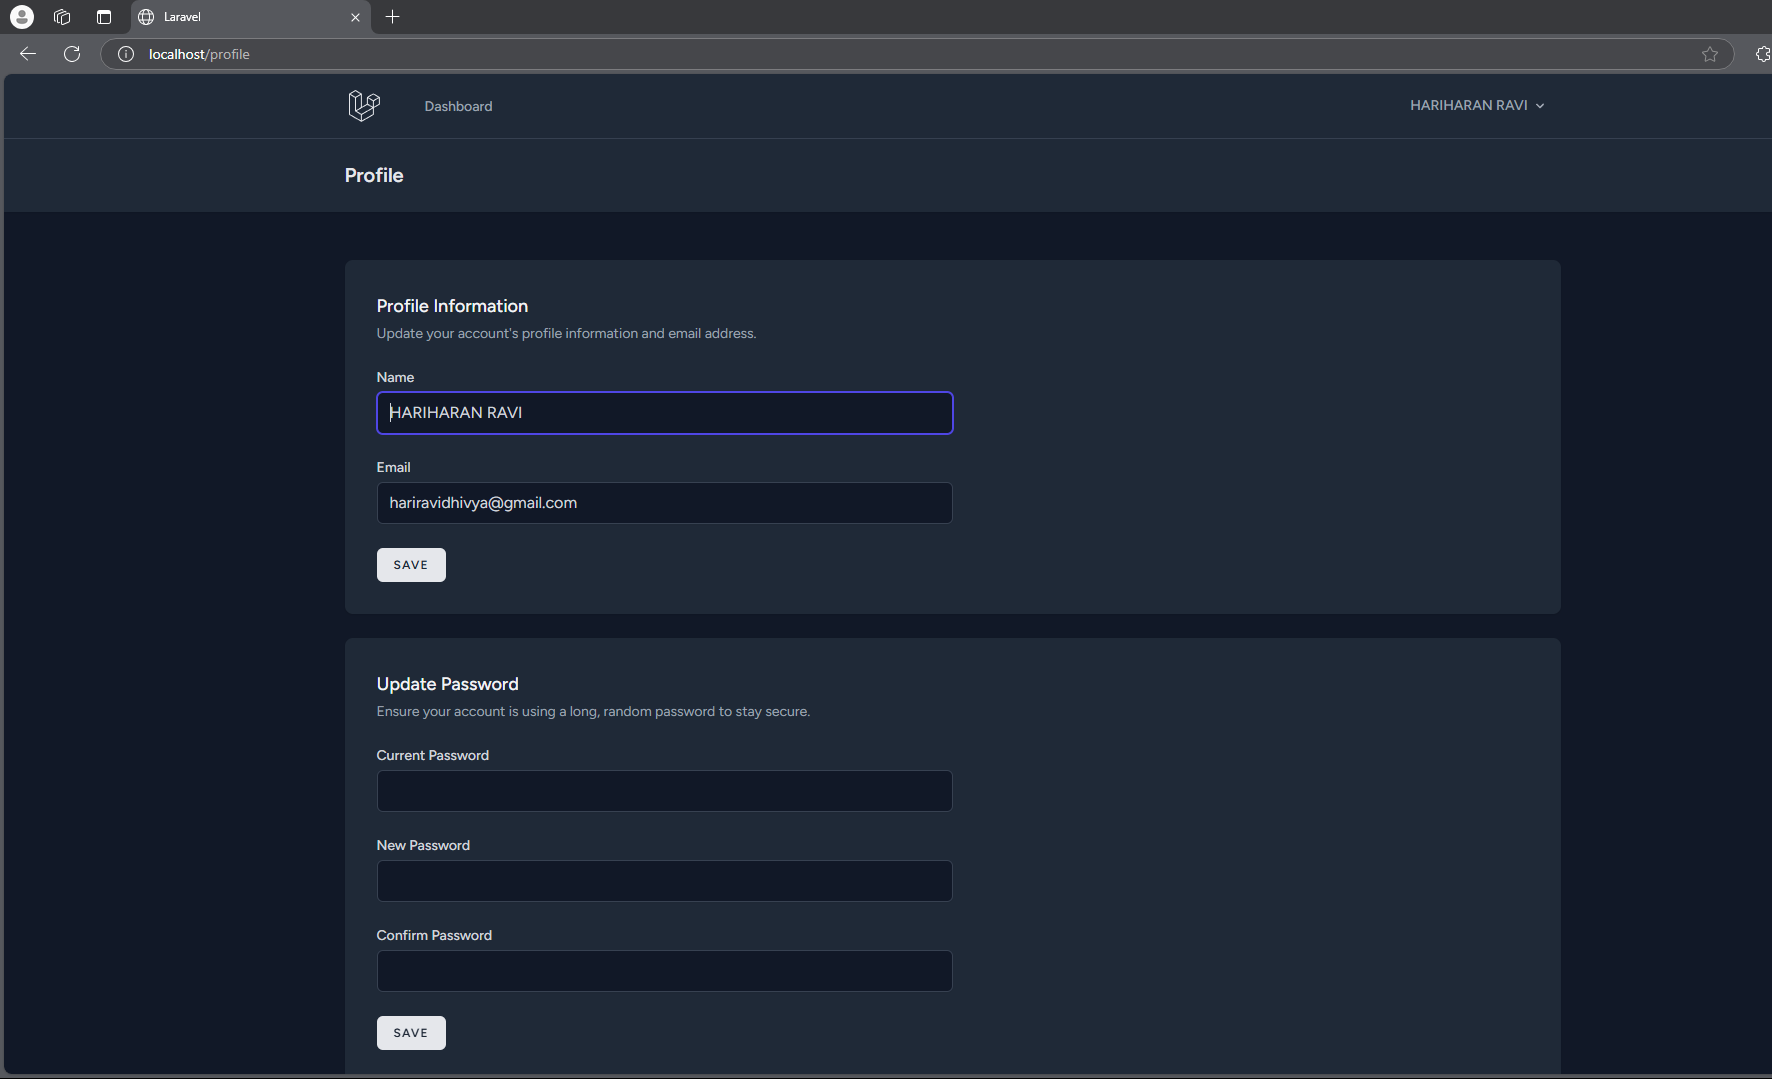 Laravel
localhost/profile
Dashboard
HARIHARAN RAVI
Profile
Profile Information
Update your account's profile information and email address.
Name
HARIHARAN RAVI
Email
hariravidhivya@gmail.com
SAVE
Update Password
Ensure your account is using a long, random password to stay secure.
Current Password
New Password
Confirm Password
SAVE